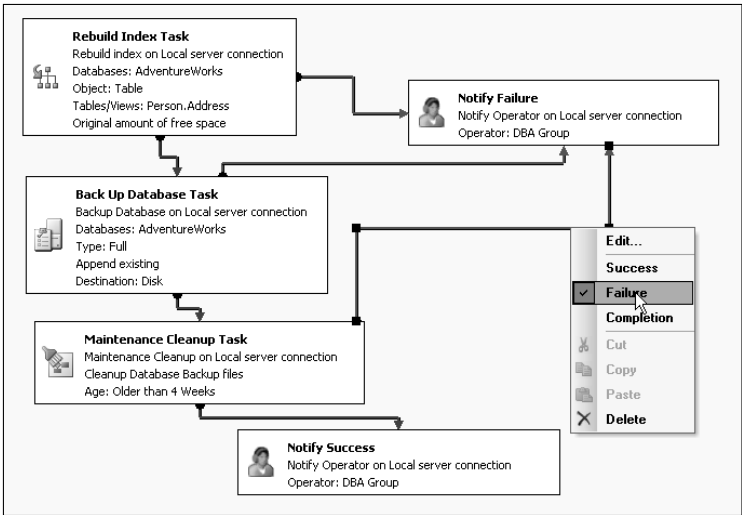 Rebuild Index Task
Rebuild index on Local server connection
Databases: AdventureWorks
Object: Table
Tables/Views: Person.Address
Original amount of free space
Notify Failure
Notify Operator on Local server connection
Operator: DBA Group
Back Up Database Task
Backup Database on Local server connection
Databases: AdventureWorks
Type: Full
Append existing
Destination: Disk
Edit...
Success
Failure
Completion
Cut
Copy
Paste
Delete
Maintenance Cleanup Task
Maintenance Cleanup on Local server connection
Cleanup Database Backup files
Age: Older than 4 Weeks
Notify Success
Notify Operator on Local server connection
Operator: DBA Group